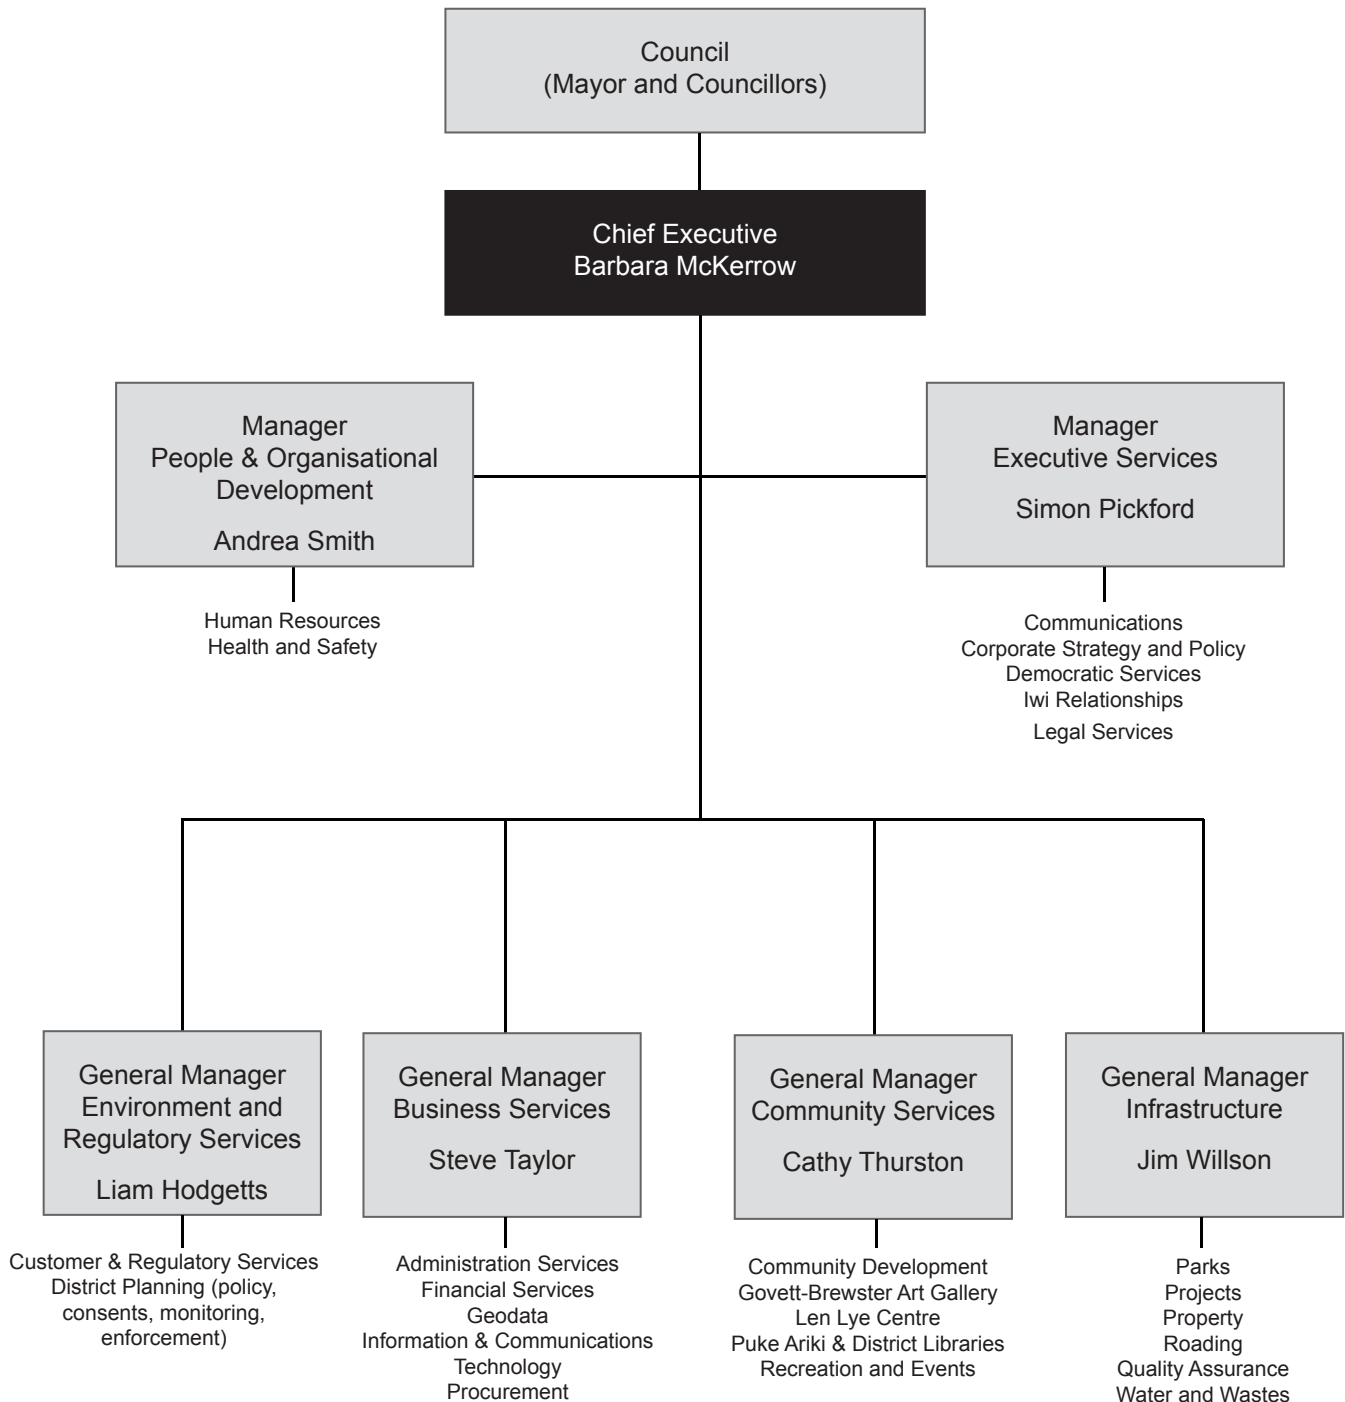 Council
(Mayor and Councillors)
Chief Executive
Barbara McKerrow
Manager
People & Organisational
Development
Andrea Smith
Human Resources
Health and Safety
Manager
Executive Services
Simon Pickford
Communications
Corporate Strategy and Policy
Democratic Services
Iwi Relationships
Legal Services
General Manager
Environment and
Regulatory Services
Liam Hodgetts
Customer & Regulatory Services
District Planning (policy,
consents, monitoring,
enforcement)
General Manager
Business Services
Steve Taylor
Administration Services
Financial Services
Geodata
Information & Communications
Technology
Procurement
General Manager
Community Services
Cathy Thurston
Community Development
Govett-Brewster Art Gallery
Len Lye Centre
Puke Ariki & District Libraries
Recreation and Events
General Manager
Infrastructure
Jim Willson
Parks
Projects
Property
Roading
Quality Assurance
Water and Wastes